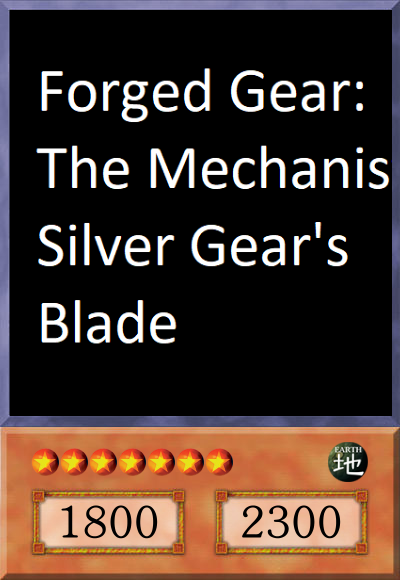 Forged Gear:
The Mechanis
Silver Gear's
Blade
EARTH
地
1800 2300